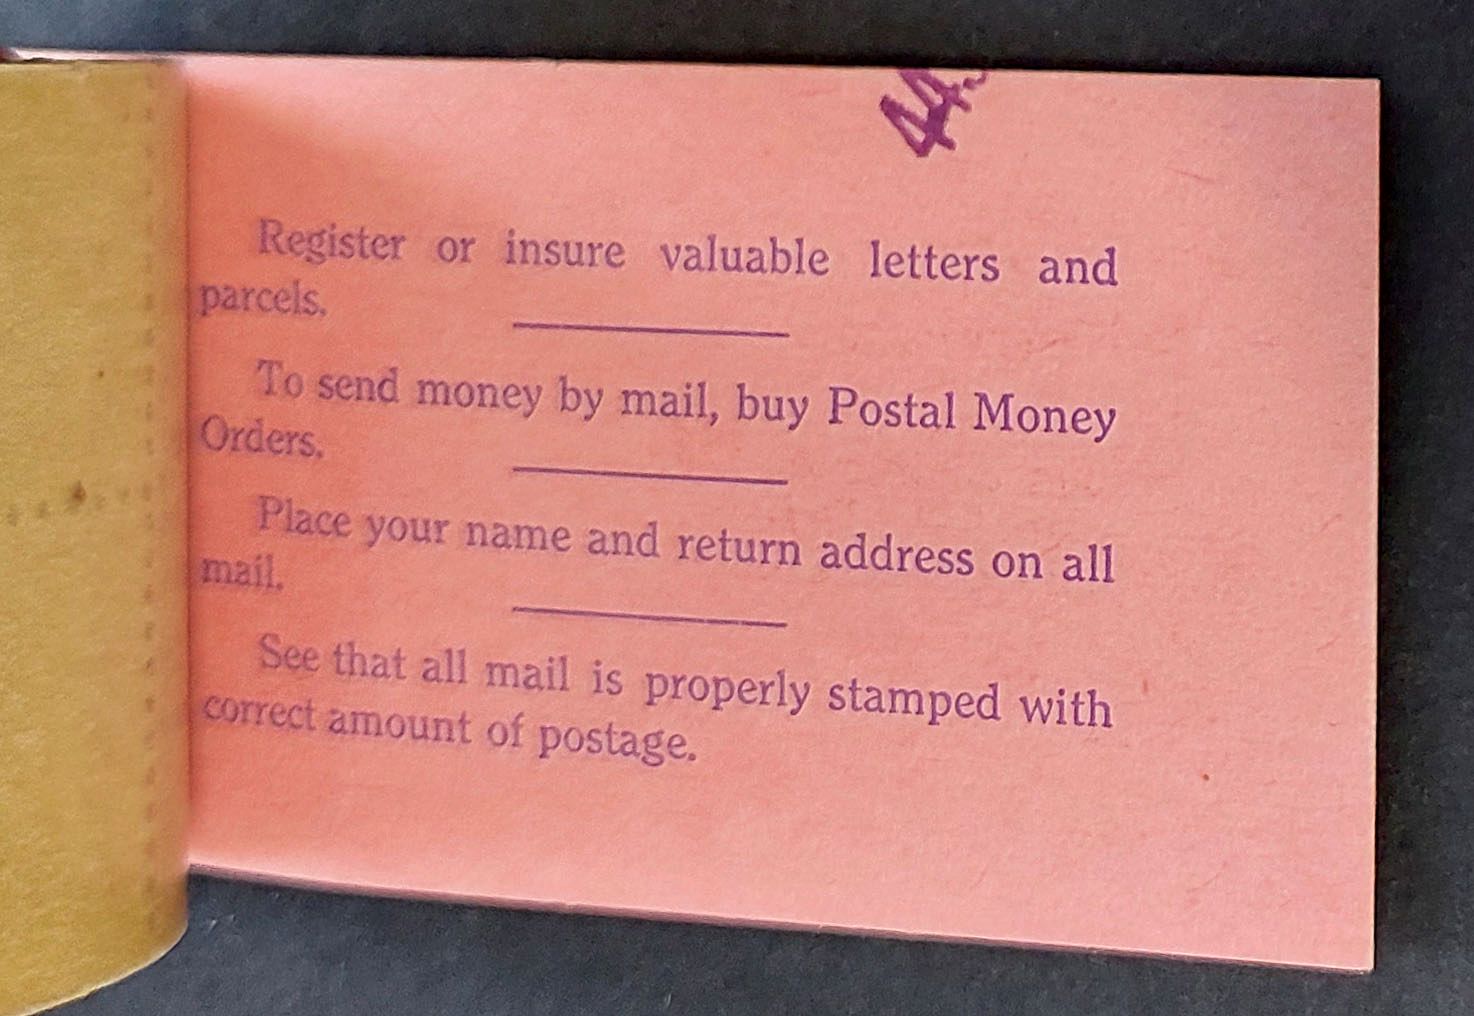 44
Register or insure valuable letters and
parcels.
To send money by mail, buy Postal Money
Orders.
Place your name and return address on all
mail.
See that all mail is properly stamped with
correct amount of postage.